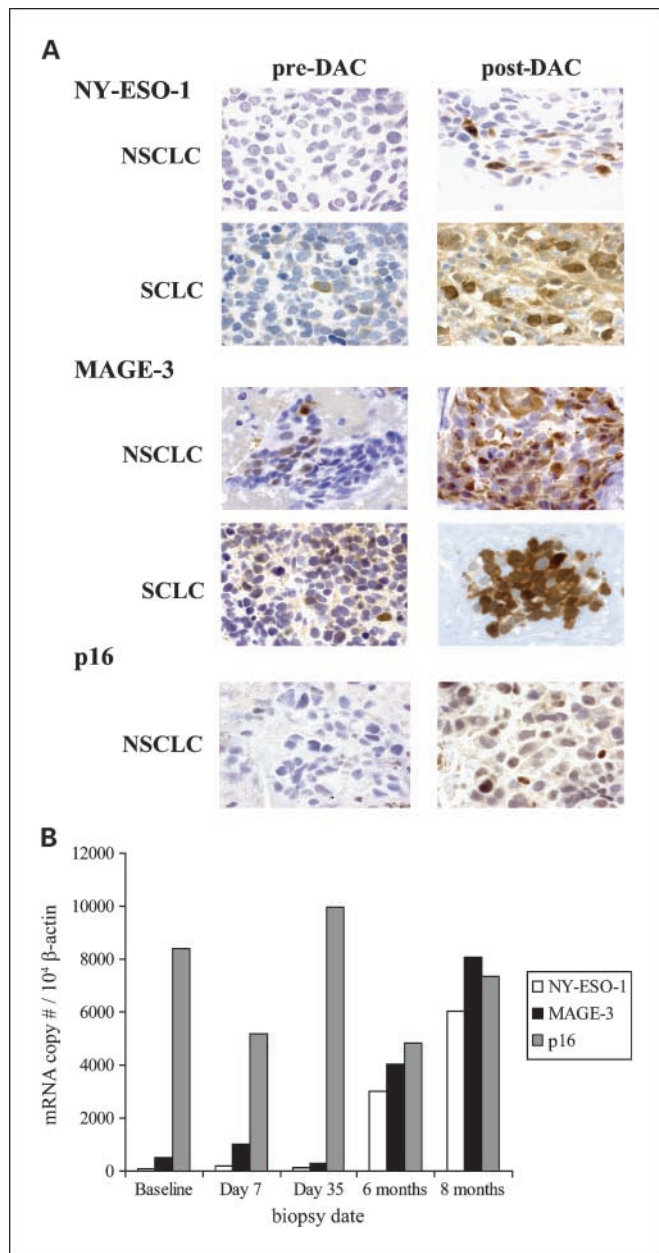 A
pre-DAC post-DAC
NY-ESO-1
NSCLC
SCLC
MAGE-3
NSCLC
SCLC
p16
NSCLC
B
12000
10000
8000
6000
4000
2000
0
mRNA copy # / 10⁴ β-actin
NY-ESO-1
MAGE-3
p16
Baseline Day 7 Day 35 6 months 8 months
biopsy date